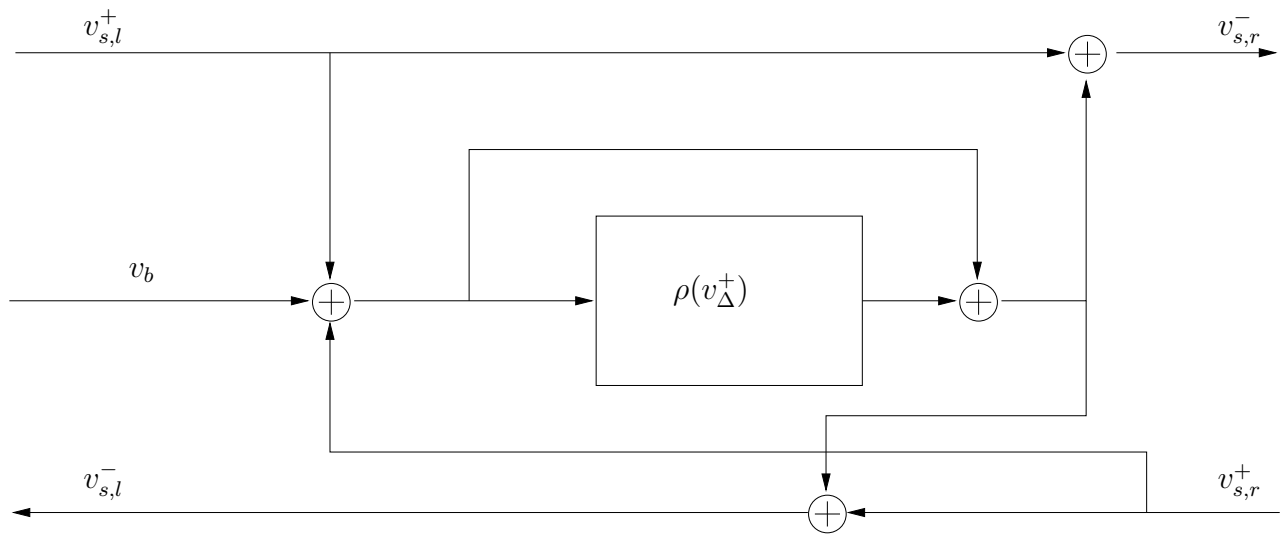 v_{s,l}^{+} v_{s,r}^{-}
v_b
ρ(v_Δ^{+})
v_{s,l}^{-} v_{s,r}^{+}